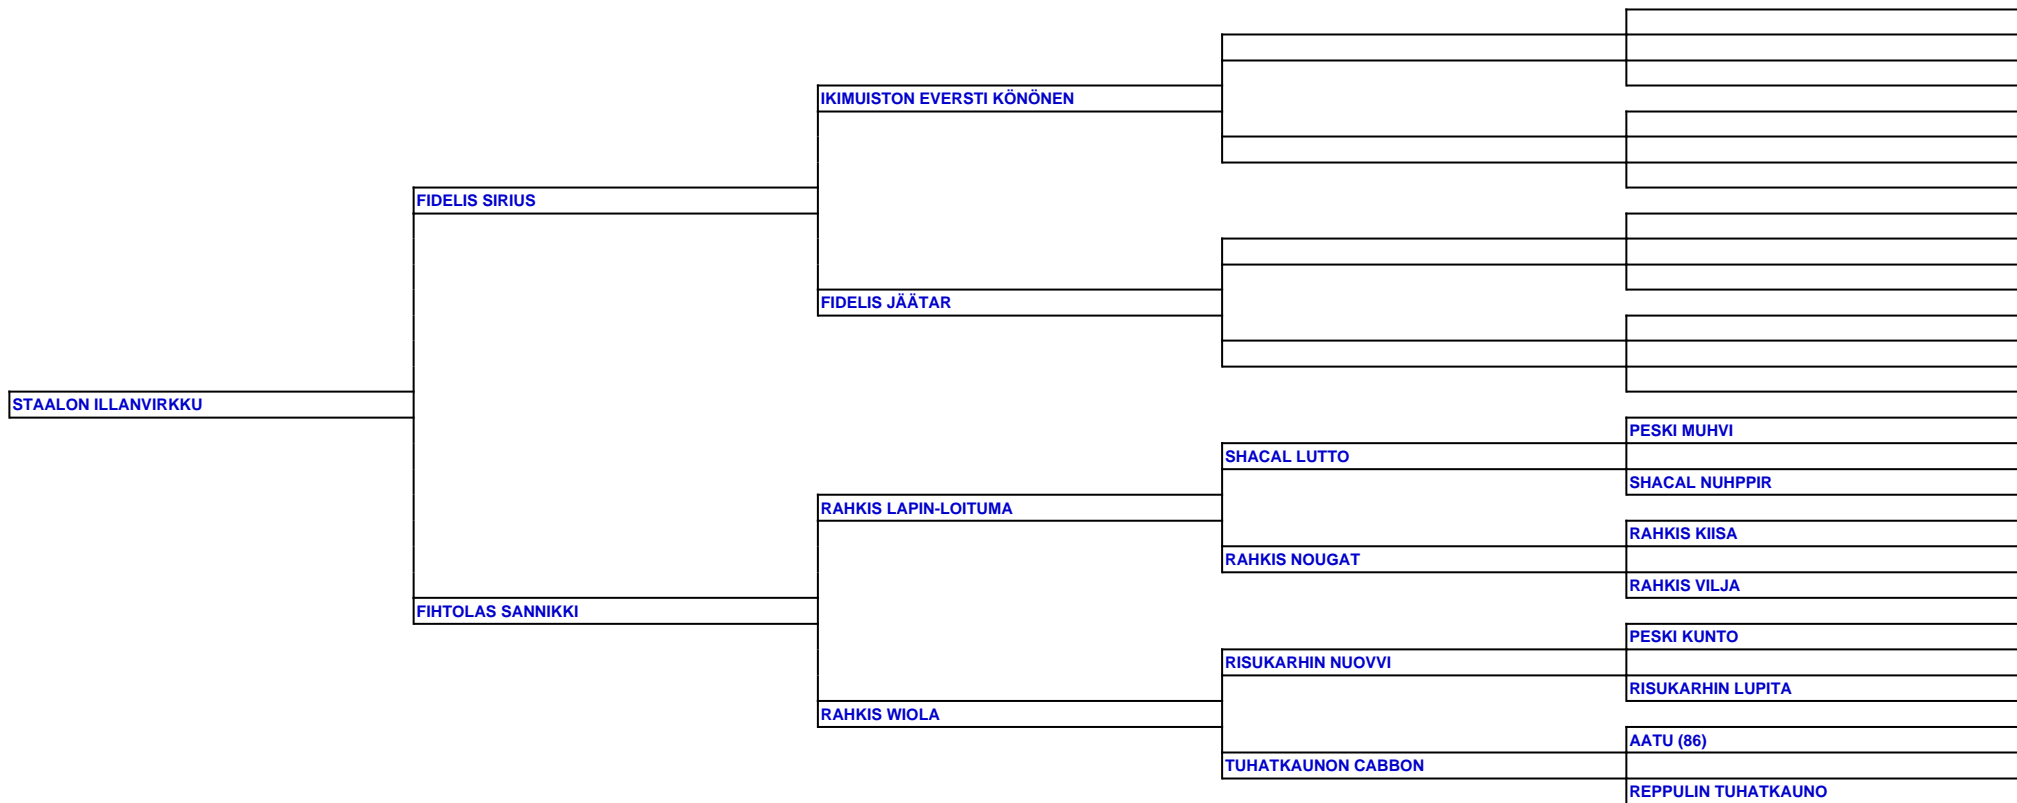 IKIMUISTON EVERSTI KÖNÖNEN
FIDELIS SIRIUS
FIDELIS JÄÄTAR
STAALON ILLANVIRKKU
PESKI MUHVI
SHACAL LUTTO
SHACAL NUHPPIR
RAHKIS LAPIN-LOITUMA
RAHKIS KIISA
RAHKIS NOUGAT
RAHKIS VILJA
FIHTOLAS SANNIKKI
PESKI KUNTO
RISUKARHIN NUOVVI
RISUKARHIN LUPITA
RAHKIS WIOLA
AATU (86)
TUHATKAUNON CABBON
REPPULIN TUHATKAUNO